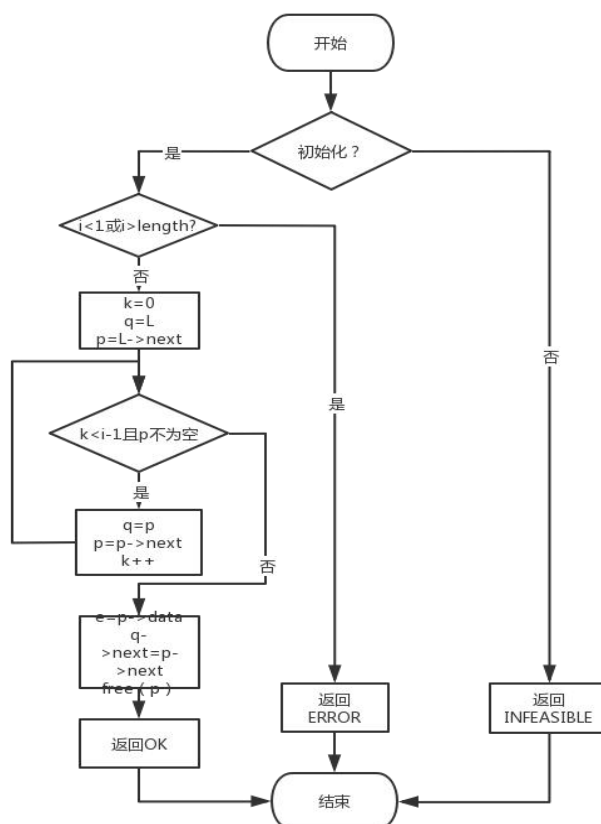 开始
初始化？
是
i<1或i>length?
否
k=0
q=L
p=L->next
否
是
k<i-1且p不为空
是
q=p
p=p->next
k++
否
e=p->data
q-
>next=p-
>next
free（p）
返回
ERROR
返回
INFEASIBLE
返回OK
结束